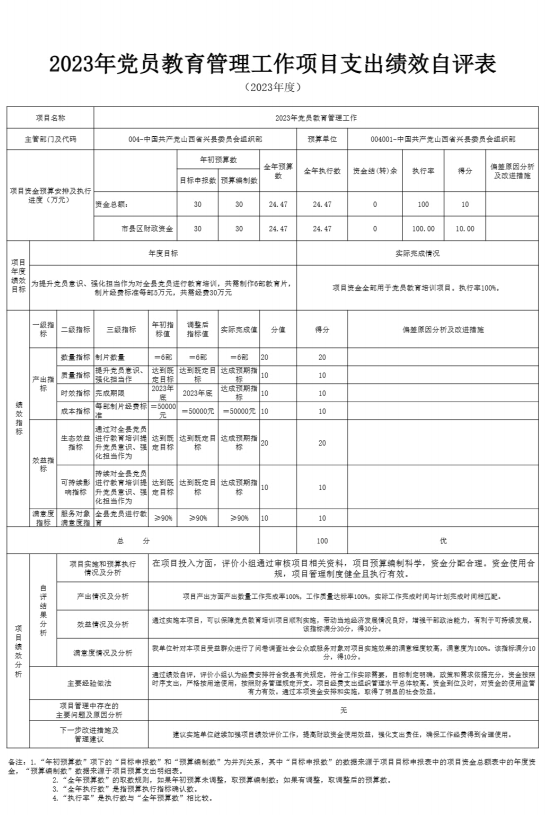 2023年党员教育管理工作项目支出绩效自评表
（2023年度）
项目名称 2023年党员教育管理工作
主管部门及代码 004-中国共产党山西省兴县委员会组织部 预算单位 004001-中国共产党山西省兴县委员会组织部
项目资金预算安排及执行进度（万元） 年初预算数 全年预算数 全年执行数 资金结(转)余 执行率 得分 偏差原因分析及改进措施
目标申报数 预算编制数
资金总额： 30 30 24.47 24.47 0 100 10
市县区财政资金 30 30 24.47 24.47 0 100.00 10.00
项目年度绩效目标 年度目标 实际完成情况
为提升党员意识、强化担当作为对全县党员进行教育培训，共需制作6部教育片，
制片经费标准每部5万元，共需经费30万元
项目资金全部用于党员教育培训项目。执行率100%。
绩效指标 一级指标 二级指标 三级指标 年初指标值 调整后指标值 实际完成值 分值 得分 偏差原因分析及改进措施
产出指标 数量指标 制片数量 =6部 =6部 =6部 20 20
质量指标 提升党员意识、强化担当作 达到既定目标 达到既定目标 达成预期指标 10 10
时效指标 完成期限 2023年底 2023年底 达成预期指标 10 10
成本指标 每部制片经费标准 =50000元 =50000元 =50000元 10 10
效益指标 生态效益指标 通过对全县党员进行教育培训提升党员意识、强化担当作为 达到既定目标 达到既定目标 达成预期指标 20 20
可持续影响指标 持续对全县党员进行教育培训提升党员意识、强化担当作为 达到既定目标 达到既定目标 达成预期指标 10 10
满意度指标 服务对象满意度指 全县党员进行教育 ≥90% ≥90% ≥90% 10 10
总 分 100 优
项目绩效分析 自评结果分析 项目实施和预算执行情况及分析 在项目投入方面，评价小组通过审核项目相关资料，项目预算编制科学，资金分配合理。资金使用合
规，项目管理制度健全且执行有效。
产出情况及分析 项目产出方面产出数量工作完成率100%，工作质量达标率100%，实际工作完成时间与计划完成时间相匹配。
效益情况及分析 通过实施本项目，可以保障党员教育培训项目顺利实施，带动当地经济发展情况良好，增强干部政治能力，有利于可持续发展，
该指标满分30分，得30分。
满意度情况及分析 我单位针对本项目受益群众进行了问卷调查社会公众或服务对象对项目实施效果的满意程度较高，满意度为100%。该指标满分10
分，得10分。
主要经验做法 通过绩效自评，评价小组认为经费安排符合我县有关规定，符合工作实际需要，目标制定明确，政策和需求依据充分，资金按照
时序支出，严格按用途使用，按照财务管理规定开支，项目经费支出组织管理水平总体较高，资金到位及时，对资金的使用监管
有力有效。通过本项资金安排和实施，取得了明显的社会效益。
项目管理中存在的主要问题及原因分析 无
下一步改进措施及管理建议 建议实施单位继续加强项目绩效评价工作，提高财政资金使用效益，强化支出责任，确保工作经费得到合理使用。
备注：1.“年初预算数”项下的“目标申报数”和“预算编制数”为并列关系，其中“目标申报数”的数据来源于项目目标申报表中的项目资金总额表中的年度资
金，“预算编制数”数据来源于项目预算支出明细表。
2.“全年预算数”的取数规则，如果年初预算未调整，取预算编制数；如果有调整，取调整后的预算数。
3.“全年执行数”是指预算执行指标确认数。
4.“执行率”是执行数与“全年预算数”相比较。